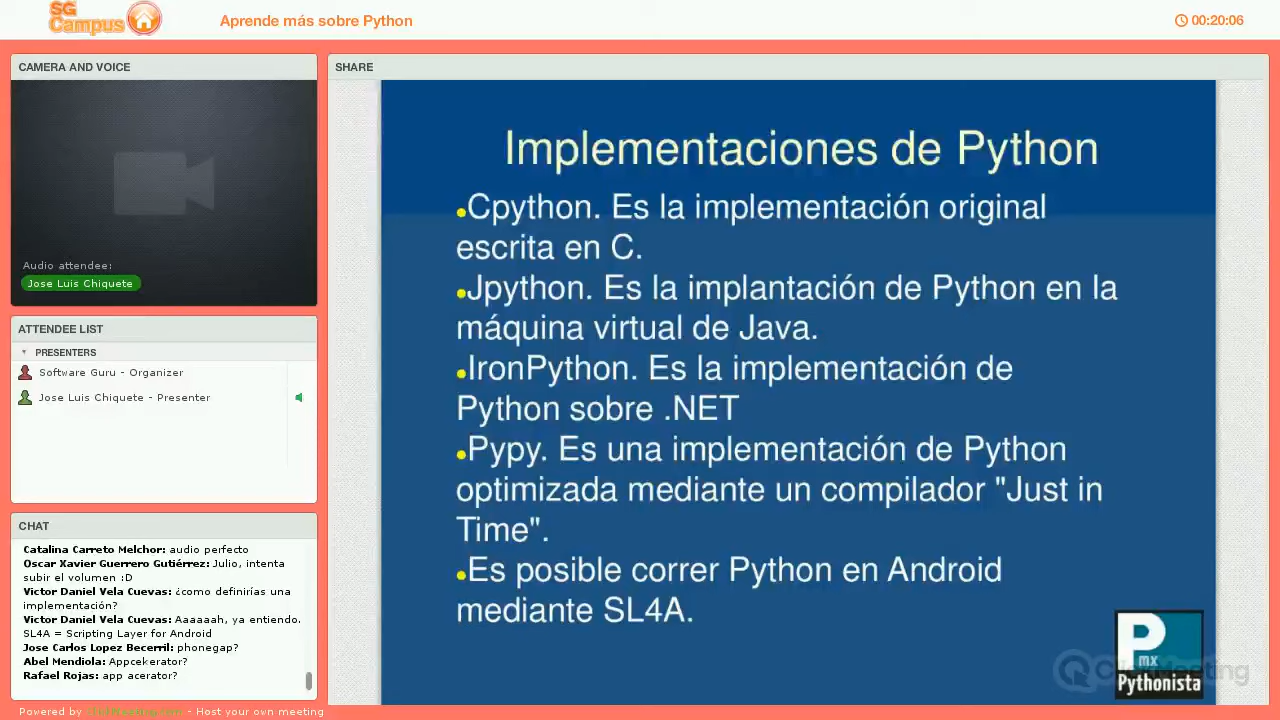 SG
Campus
Aprende más sobre Python
00:20:06
CAMERA AND VOICE
Audio attendee:
Jose Luis Chiquete
ATTENDEE LIST
PRESENTERS
Software Guru - Organizer
Jose Luis Chiquete - Presenter
CHAT
Catalina Carreto Melchor: audio perfecto
Oscar Xavier Guerrero Gutiérrez: Julio, intenta
subir el volumen :D
Victor Daniel Vela Cuevas: ¿como definirías una
implementación?
Victor Daniel Vela Cuevas: Aaaaaah, ya entiendo.
SL4A = Scripting Layer for Android
Jose Carlos Lopez Becerril: phonegap?
Abel Mendiola: Appcekerator?
Rafael Rojas: app acerator?
Powered by - Host your own meeting
SHARE
Implementaciones de Python
•Cpython. Es la implementación original
escrita en C.
•Jpython. Es la implantación de Python en la
máquina virtual de Java.
•IronPython. Es la implementación de
Python sobre .NET
•Pypy. Es una implementación de Python
optimizada mediante un compilador "Just in
Time".
•Es posible correr Python en Android
mediante SL4A.
P
mx
Pythonista
ClickMeeting